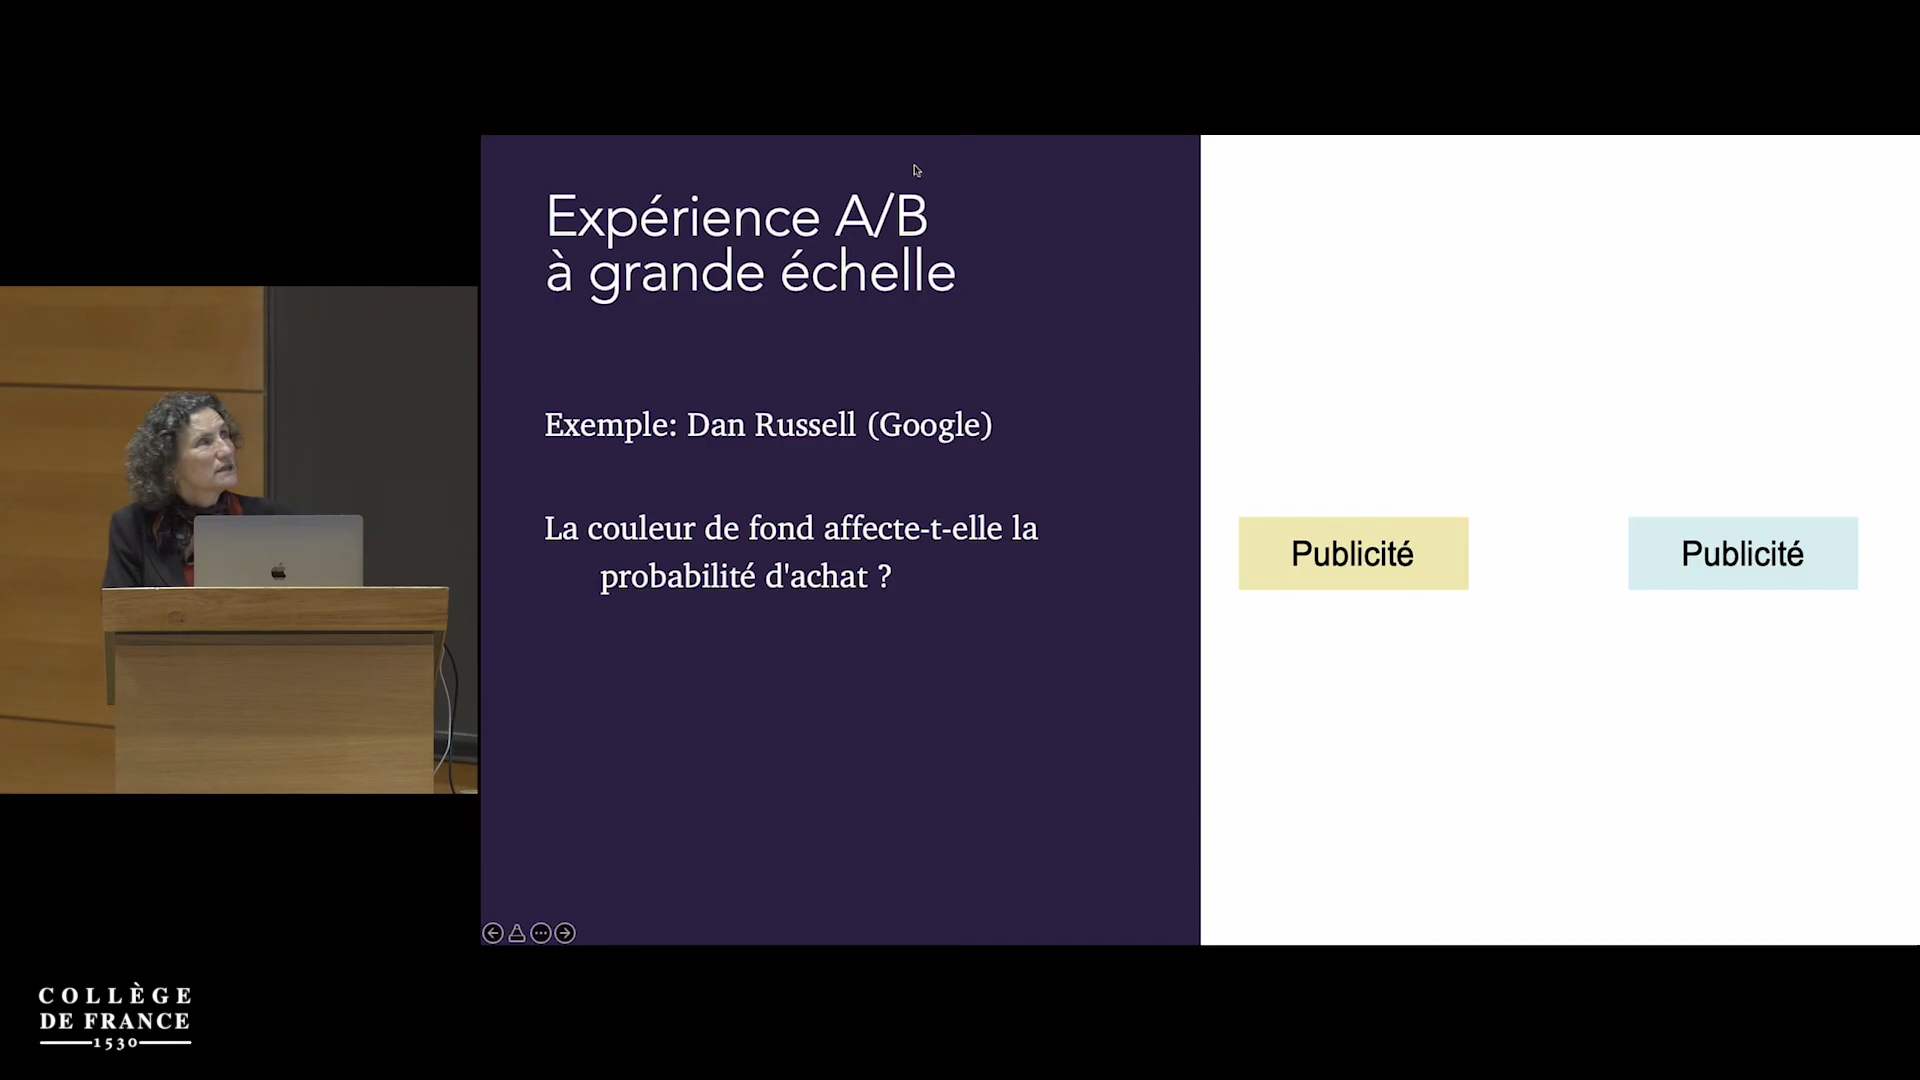 Expérience A/B
à grande échelle
Exemple: Dan Russell (Google)
La couleur de fond affecte-t-elle la
probabilité d'achat ?
Publicité
Publicité
COLLÈGE
DE FRANCE
1530